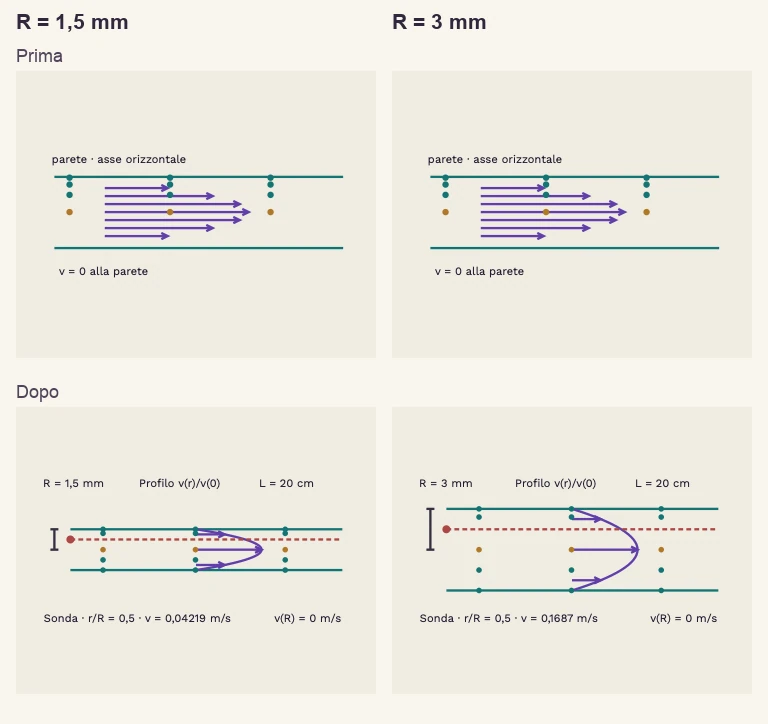 R = 1,5 mm
R = 3 mm
Prima
parete · asse orizzontale
parete · asse orizzontale
v = 0 alla parete
v = 0 alla parete
Dopo
R = 1,5 mm Profilo v(r)/v(0) L = 20 cm
R = 3 mm Profilo v(r)/v(0) L = 20 cm
Sonda · r/R = 0,5 · v = 0,04219 m/s v(R) = 0 m/s
Sonda · r/R = 0,5 · v = 0,1687 m/s v(R) = 0 m/s